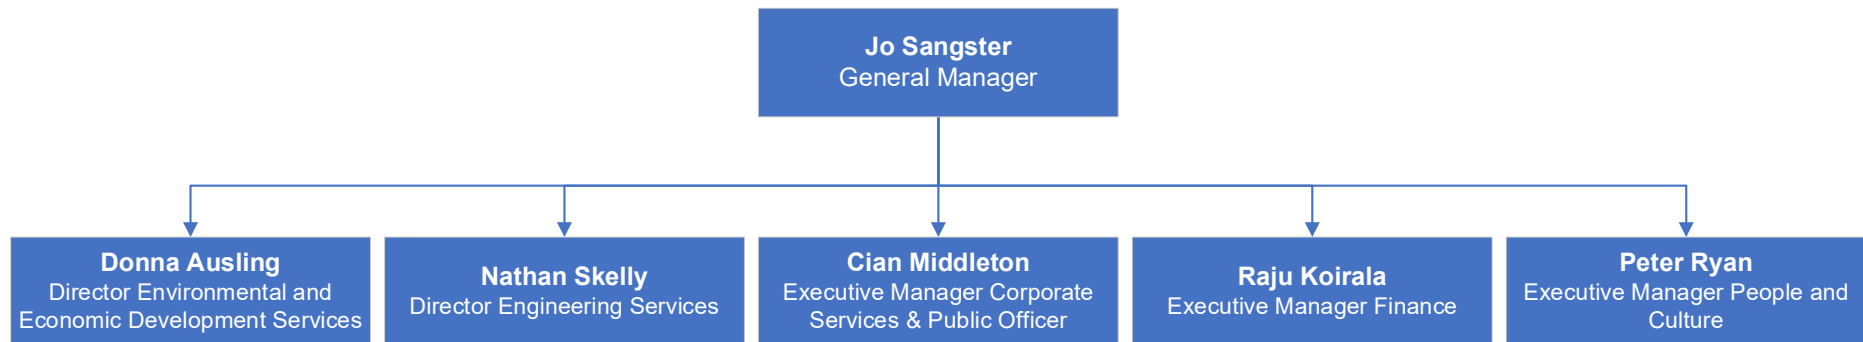 Jo Sangster
General Manager
Donna Ausling
Director Environmental and
Economic Development Services
Nathan Skelly
Director Engineering Services
Cian Middleton
Executive Manager Corporate
Services & Public Officer
Raju Koirala
Executive Manager Finance
Peter Ryan
Executive Manager People and
Culture